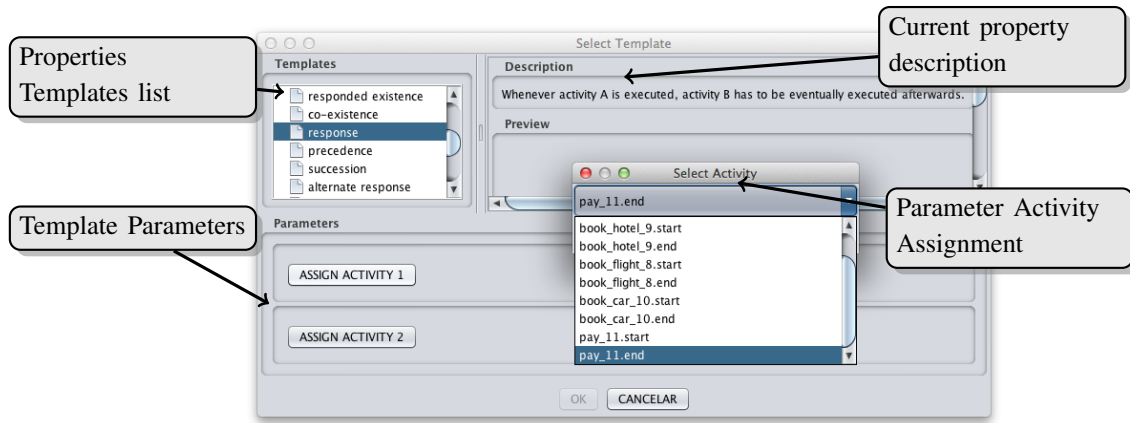 Properties
Templates list
Current property
description
Select Template
Templates
responded existence
co-existence
response
precedence
succession
alternate response
Description
Whenever activity A is executed, activity B has to be eventually executed afterwards.
Preview
Select Activity
pay_11.end
book_hotel_9.start
book_hotel_9.end
book_flight_8.start
book_flight_8.end
book_car_10.start
book_car_10.end
pay_11.start
pay_11.end
Parameter Activity
Assignment
Template Parameters
Parameters
ASSIGN ACTIVITY 1
ASSIGN ACTIVITY 2
OK
CANCELAR